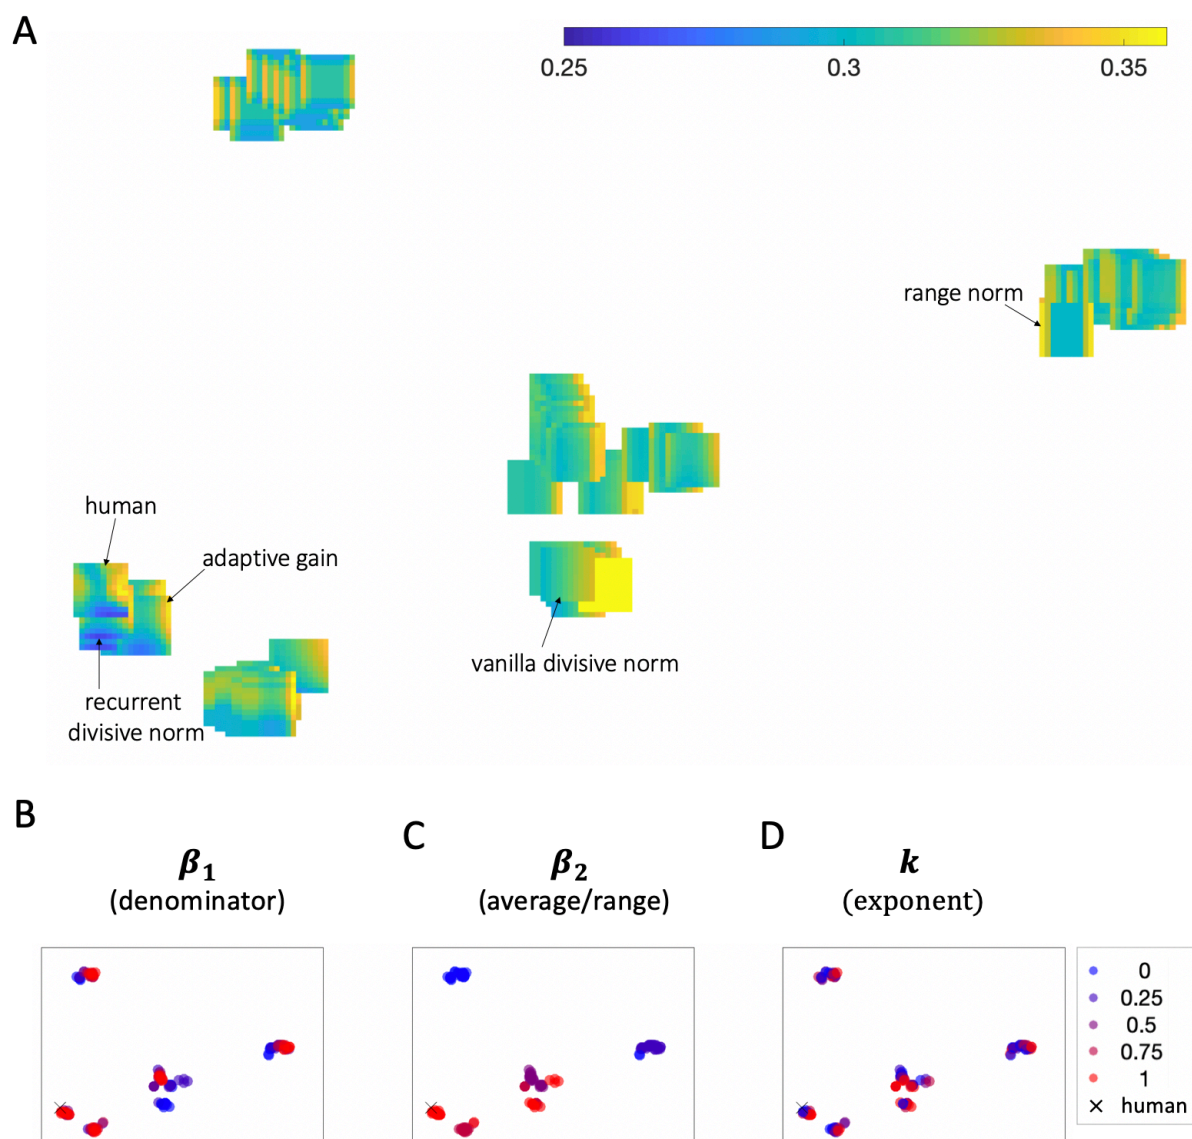 A
0.25 0.3 0.35
range norm
human
adaptive gain
vanilla divisive norm
recurrent
divisive norm
B
C
D
β1
(denominator)
β2
(average/range)
k
(exponent)
0
0.25
0.5
0.75
1
× human